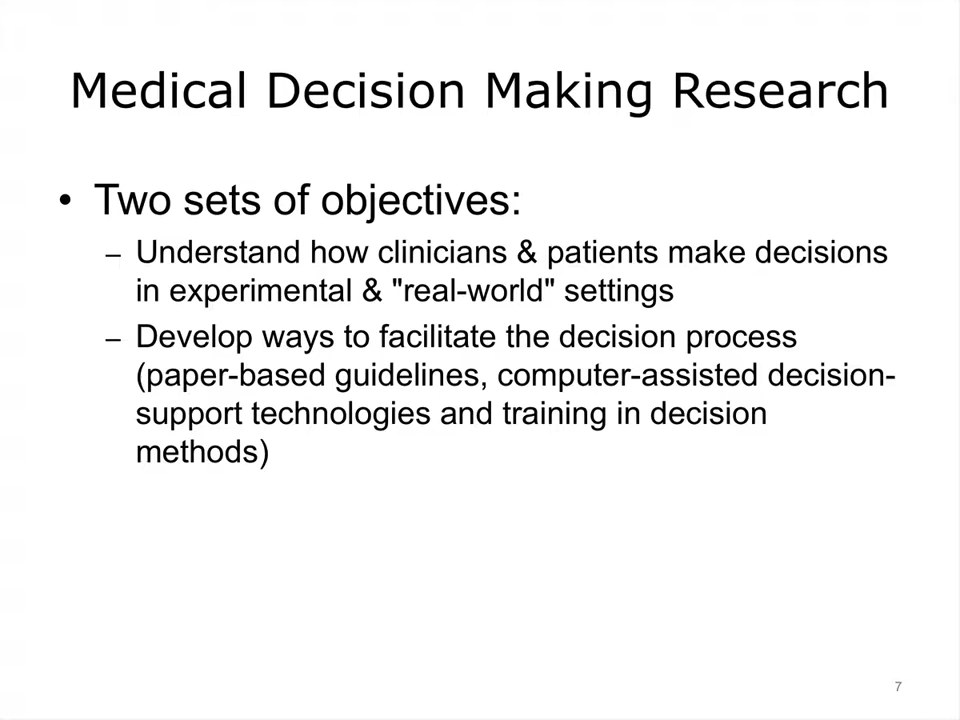 Medical Decision Making Research
• Two sets of objectives:
– Understand how clinicians & patients make decisions
in experimental & "real-world" settings
– Develop ways to facilitate the decision process
(paper-based guidelines, computer-assisted decision-
support technologies and training in decision
methods)
7